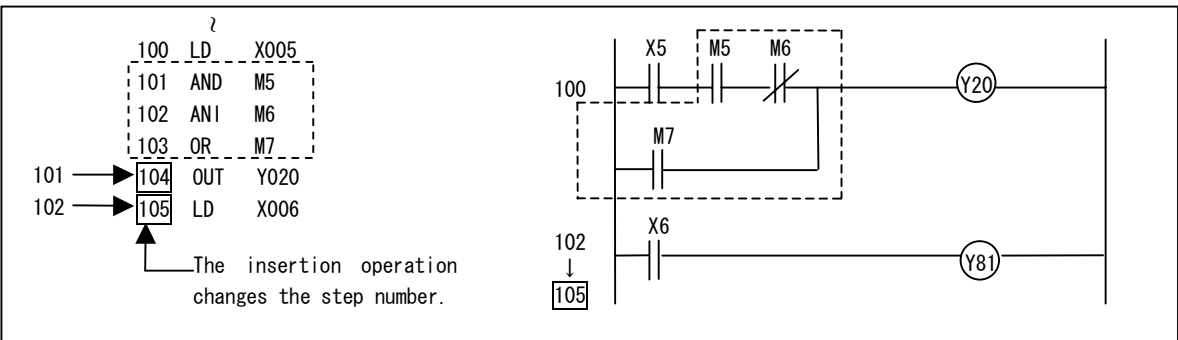 ~
100 LD X005
101 AND M5
102 ANI M6
103 OR M7
101 104 OUT Y020
102 105 LD X006
The insertion operation
changes the step number.
X5 M5 M6
100 Y20
M7
X6
102 Y81
↓
105